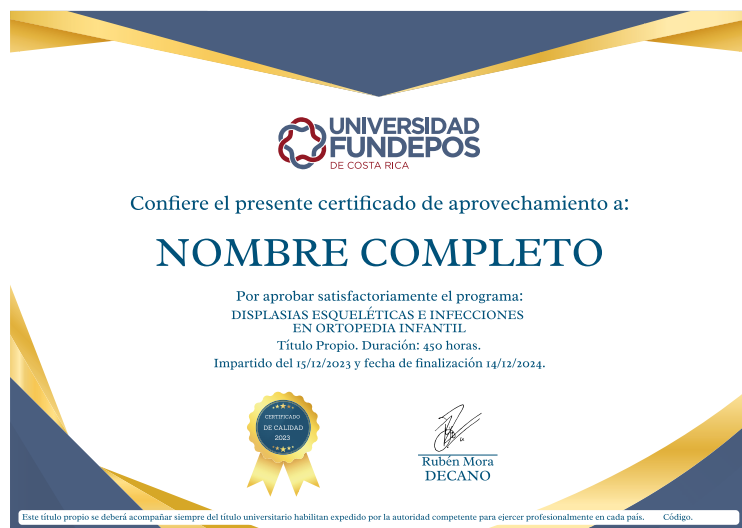 UNIVERSIDAD
FUNDEPOS
DE COSTA RICA
Confiere el presente certificado de aprovechamiento a:
NOMBRE COMPLETO
Por aprobar satisfactoriamente el programa:
DISPLASIAS ESQUELÉTICAS E INFECCIONES
EN ORTOPEDIA INFANTIL
Título Propio. Duración: 450 horas.
Impartido del 15/12/2023 y fecha de finalización 14/12/2024.
CERTIFICADO
DE CALIDAD
2023
Rubén Mora
DECANO
Este título propio se deberá acompañar siempre del título universitario habilitan expedido por la autoridad competente para ejercer profesionalmente en cada país. Código.